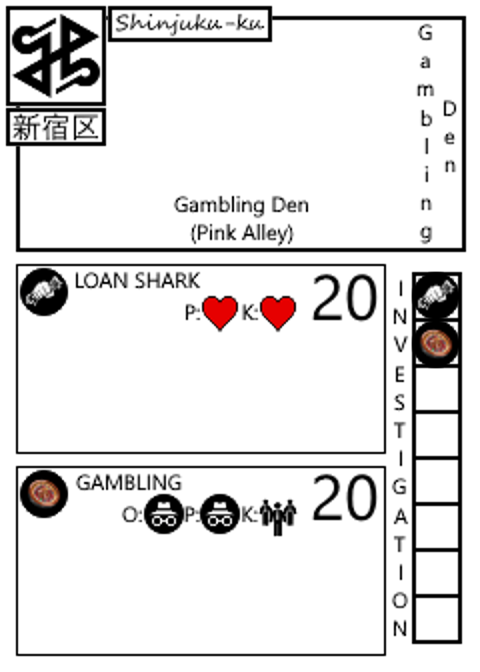 Shinjuku-ku
新宿区
Gambling Den
Gambling Den
(Pink Alley)
LOAN SHARK
20
P: K:
GAMBLING
20
O: P: K:
INVESTIGATION